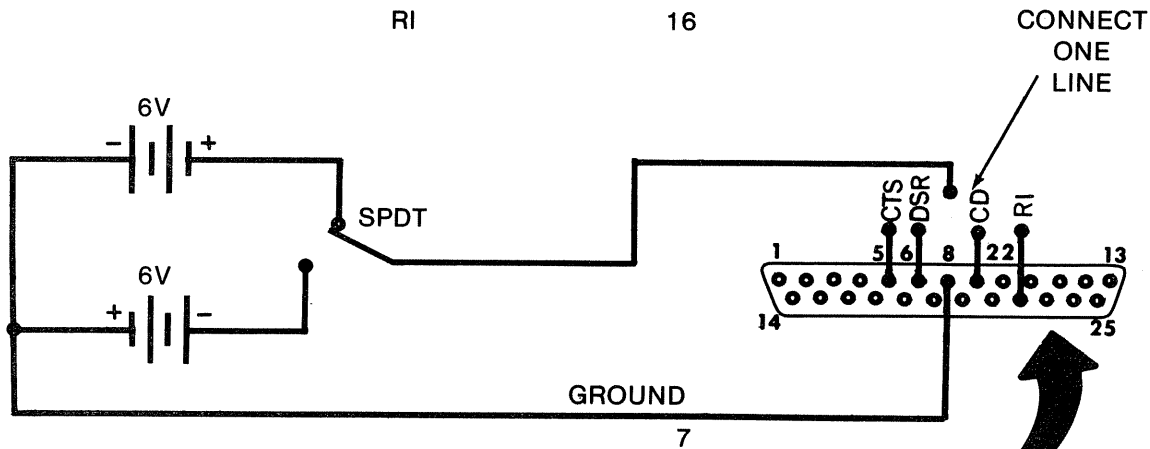 RI 16
CONNECT
ONE
LINE
6V
- +
SPDT
CTS
DSR
CD
RI
1 5 6 8 22 22 13
6V
+ -
14 25
GROUND
7